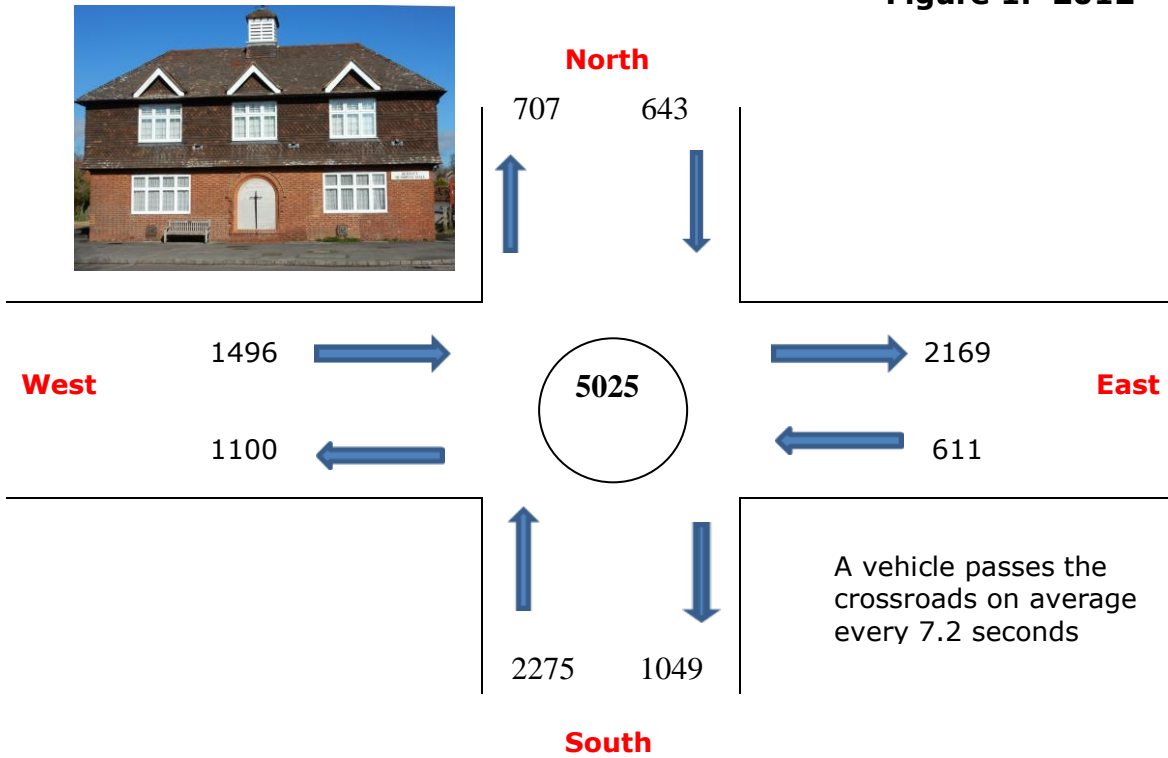 Figure 1: 2012
North
707 643
1496
2169
West
5025
East
1100
611
A vehicle passes the
crossroads on average
every 7.2 seconds
2275 1049
South